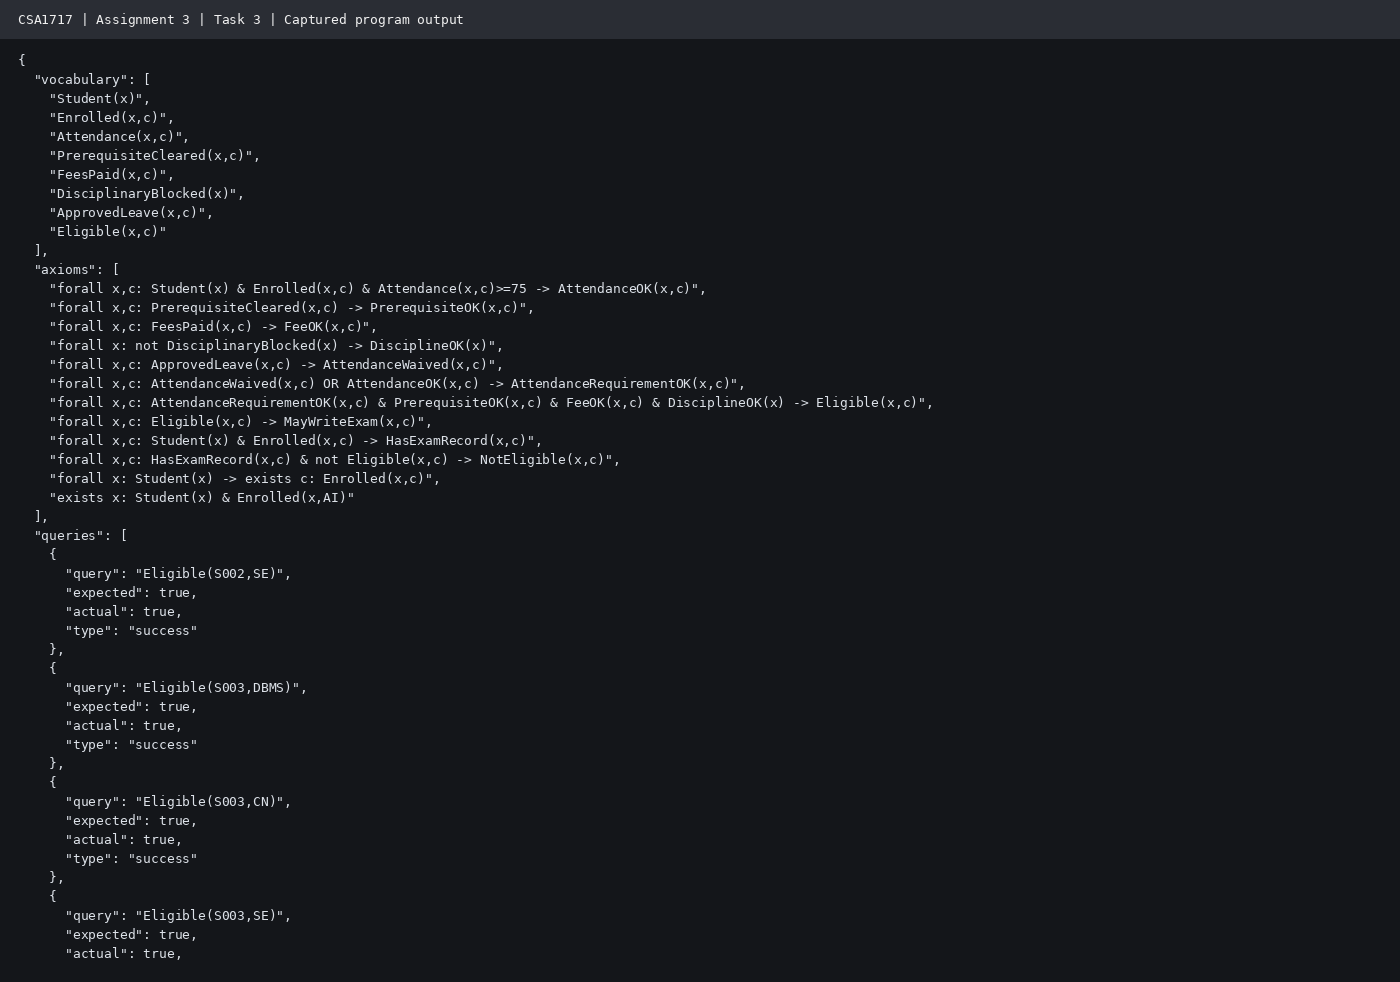 CSA1717 | Assignment 3 | Task 3 | Captured program output
{
  "vocabulary": [
    "Student(x)",
    "Enrolled(x,c)",
    "Attendance(x,c)",
    "PrerequisiteCleared(x,c)",
    "FeesPaid(x,c)",
    "DisciplinaryBlocked(x)",
    "ApprovedLeave(x,c)",
    "Eligible(x,c)"
  ],
  "axioms": [
    "forall x,c: Student(x) & Enrolled(x,c) & Attendance(x,c)>=75 -> AttendanceOK(x,c)",
    "forall x,c: PrerequisiteCleared(x,c) -> PrerequisiteOK(x,c)",
    "forall x,c: FeesPaid(x,c) -> FeeOK(x,c)",
    "forall x: not DisciplinaryBlocked(x) -> DisciplineOK(x)",
    "forall x,c: ApprovedLeave(x,c) -> AttendanceWaived(x,c)",
    "forall x,c: AttendanceWaived(x,c) OR AttendanceOK(x,c) -> AttendanceRequirementOK(x,c)",
    "forall x,c: AttendanceRequirementOK(x,c) & PrerequisiteOK(x,c) & FeeOK(x,c) & DisciplineOK(x) -> Eligible(x,c)",
    "forall x,c: Eligible(x,c) -> MayWriteExam(x,c)",
    "forall x,c: Student(x) & Enrolled(x,c) -> HasExamRecord(x,c)",
    "forall x,c: HasExamRecord(x,c) & not Eligible(x,c) -> NotEligible(x,c)",
    "forall x: Student(x) -> exists c: Enrolled(x,c)",
    "exists x: Student(x) & Enrolled(x,AI)"
  ],
  "queries": [
    {
      "query": "Eligible(S002,SE)",
      "expected": true,
      "actual": true,
      "type": "success"
    },
    {
      "query": "Eligible(S003,DBMS)",
      "expected": true,
      "actual": true,
      "type": "success"
    },
    {
      "query": "Eligible(S003,CN)",
      "expected": true,
      "actual": true,
      "type": "success"
    },
    {
      "query": "Eligible(S003,SE)",
      "expected": true,
      "actual": true,